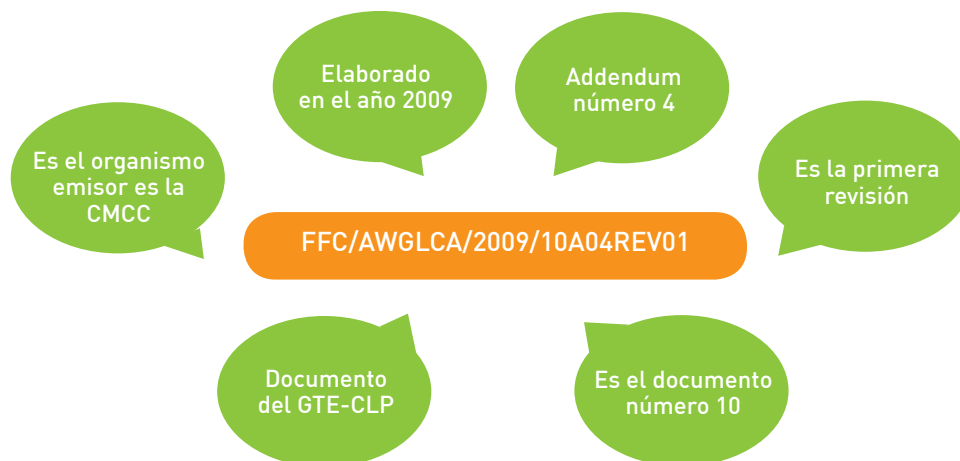 Elaborado
en el año 2009
Addendum
número 4
Es el organismo
emisor es la
CMCC
Es la primera
revisión
FFC/AWGLCA/2009/10A04REV01
Documento
del GTE-CLP
Es el documento
número 10